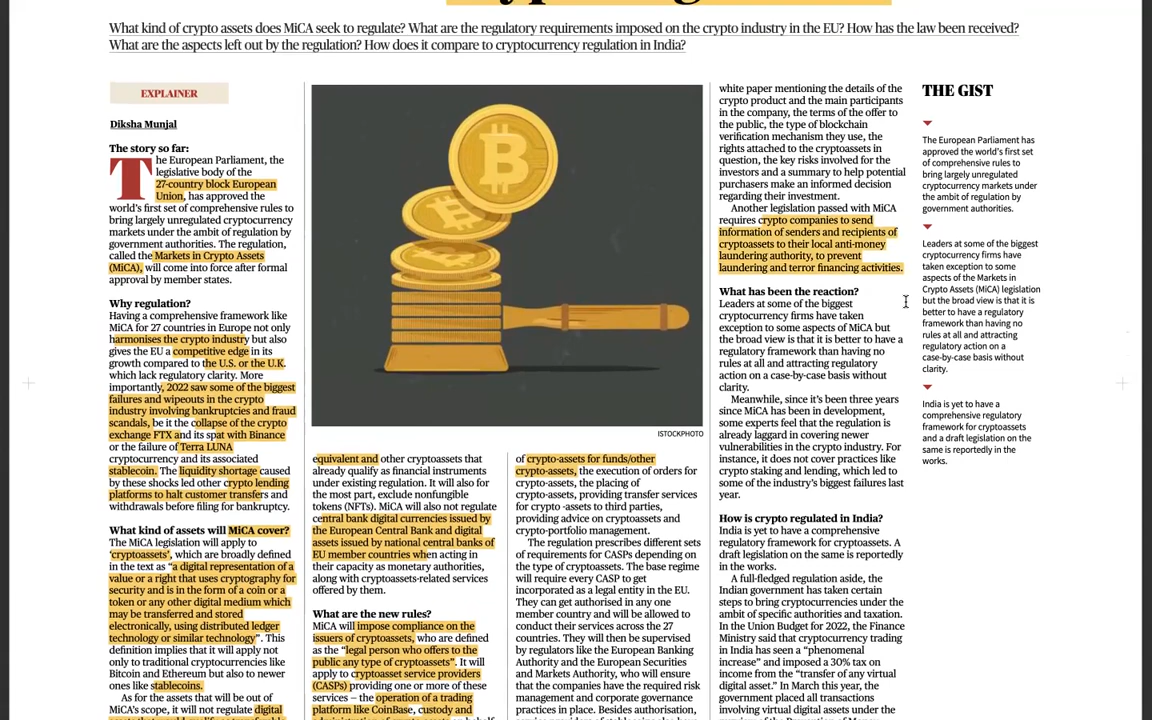 What kind of crypto assets does MiCA seek to regulate? What are the regulatory requirements imposed on the crypto industry in the EU? How has the law been received?
What are the aspects left out by the regulation? How does it compare to cryptocurrency regulation in India?
EXPLAINER
Diksha Munjal
The story so far:
The European Parliament, the
legislative body of the
27-country block European
Union, has approved the
world's first set of comprehensive rules to
bring largely unregulated cryptocurrency
markets under the ambit of regulation by
government authorities. The regulation,
called the Markets in Crypto Assets
(MiCA), will come into force after formal
approval by member states.
Why regulation?
Having a comprehensive framework like
MiCA for 27 countries in Europe not only
harmonises the crypto industry but also
gives the EU a competitive edge in its
growth compared to the U.S. or the U.K.
which lack regulatory clarity. More
importantly, 2022 saw some of the biggest
failures and wipeouts in the crypto
industry involving bankruptcies and fraud
scandals, be it the collapse of the crypto
exchange FTX and its spat with Binance
or the failure of Terra LUNA
cryptocurrency and its associated
stablecoin. The liquidity shortage caused
by these shocks led other crypto lending
platforms to halt customer transfers and
withdrawals before filing for bankruptcy.
What kind of assets will MiCA cover?
The MiCA legislation will apply to
'cryptoassets', which are broadly defined
in the text as "a digital representation of a
value or a right that uses cryptography for
security and is in the form of a coin or a
token or any other digital medium which
may be transferred and stored
electronically, using distributed ledger
technology or similar technology". This
definition implies that it will apply not
only to traditional cryptocurrencies like
Bitcoin and Ethereum but also to newer
ones like stablecoins.
As for the assets that will be out of
MiCA's scope, it will not regulate digital
ISTOCKPHOTO
equivalent and other cryptoassets that
already qualify as financial instruments
under existing regulation. It will also for
the most part, exclude nonfungible
tokens (NFTs). MiCA will also not regulate
central bank digital currencies issued by
the European Central Bank and digital
assets issued by national central banks of
EU member countries when acting in
their capacity as monetary authorities,
along with cryptoassets-related services
offered by them.
What are the new rules?
MiCA will impose compliance on the
issuers of cryptoassets, who are defined
as the "legal person who offers to the
public any type of cryptoassets". It will
apply to cryptoasset service providers
(CASPs) providing one or more of these
services – the operation of a trading
platform like CoinBase, custody and
of crypto-assets for funds/other
crypto-assets, the execution of orders for
crypto-assets, the placing of
crypto-assets, providing transfer services
for crypto -assets to third parties,
providing advice on cryptoassets and
crypto-portfolio management.
The regulation prescribes different sets
of requirements for CASPs depending on
the type of cryptoassets. The base regime
will require every CASP to get
incorporated as a legal entity in the EU.
They can get authorised in any one
member country and will be allowed to
conduct their services across the 27
countries. They will then be supervised
by regulators like the European Banking
Authority and the European Securities
and Markets Authority, who will ensure
that the companies have the required risk
management and corporate governance
practices in place. Besides authorisation,
white paper mentioning the details of the
crypto product and the main participants
in the company, the terms of the offer to
the public, the type of blockchain
verification mechanism they use, the
rights attached to the cryptoassets in
question, the key risks involved for the
investors and a summary to help potential
purchasers make an informed decision
regarding their investment.
Another legislation passed with MiCA
requires crypto companies to send
information of senders and recipients of
cryptoassets to their local anti-money
laundering authority, to prevent
laundering and terror financing activities.
What has been the reaction?
Leaders at some of the biggest
cryptocurrency firms have taken
exception to some aspects of MiCA but
the broad view is that it is better to have a
regulatory framework than having no
rules at all and attracting regulatory
action on a case-by-case basis without
clarity.
Meanwhile, since it's been three years
since MiCA has been in development,
some experts feel that the regulation is
already laggard in covering newer
vulnerabilities in the crypto industry. For
instance, it does not cover practices like
crypto staking and lending, which led to
some of the industry's biggest failures last
year.
How is crypto regulated in India?
India is yet to have a comprehensive
regulatory framework for cryptoassets. A
draft legislation on the same is reportedly
in the works.
A full-fledged regulation aside, the
Indian government has taken certain
steps to bring cryptocurrencies under the
ambit of specific authorities and taxation.
In the Union Budget for 2022, the Finance
Ministry said that cryptocurrency trading
in India has seen a "phenomenal
increase" and imposed a 30% tax on
income from the "transfer of any virtual
digital asset." In March this year, the
government placed all transactions
involving virtual digital assets under the
THE GIST
The European Parliament has
approved the world's first set
of comprehensive rules to
bring largely unregulated
cryptocurrency markets under
the ambit of regulation by
government authorities.
Leaders at some of the biggest
cryptocurrency firms have
taken exception to some
aspects of the Markets in
Crypto Assets (MiCA) legislation
but the broad view is that it is
better to have a regulatory
framework than having no
rules at all and attracting
regulatory action on a
case-by-case basis without
clarity.
India is yet to have a
comprehensive regulatory
framework for cryptoassets
and a draft legislation on the
same is reportedly in the
works.